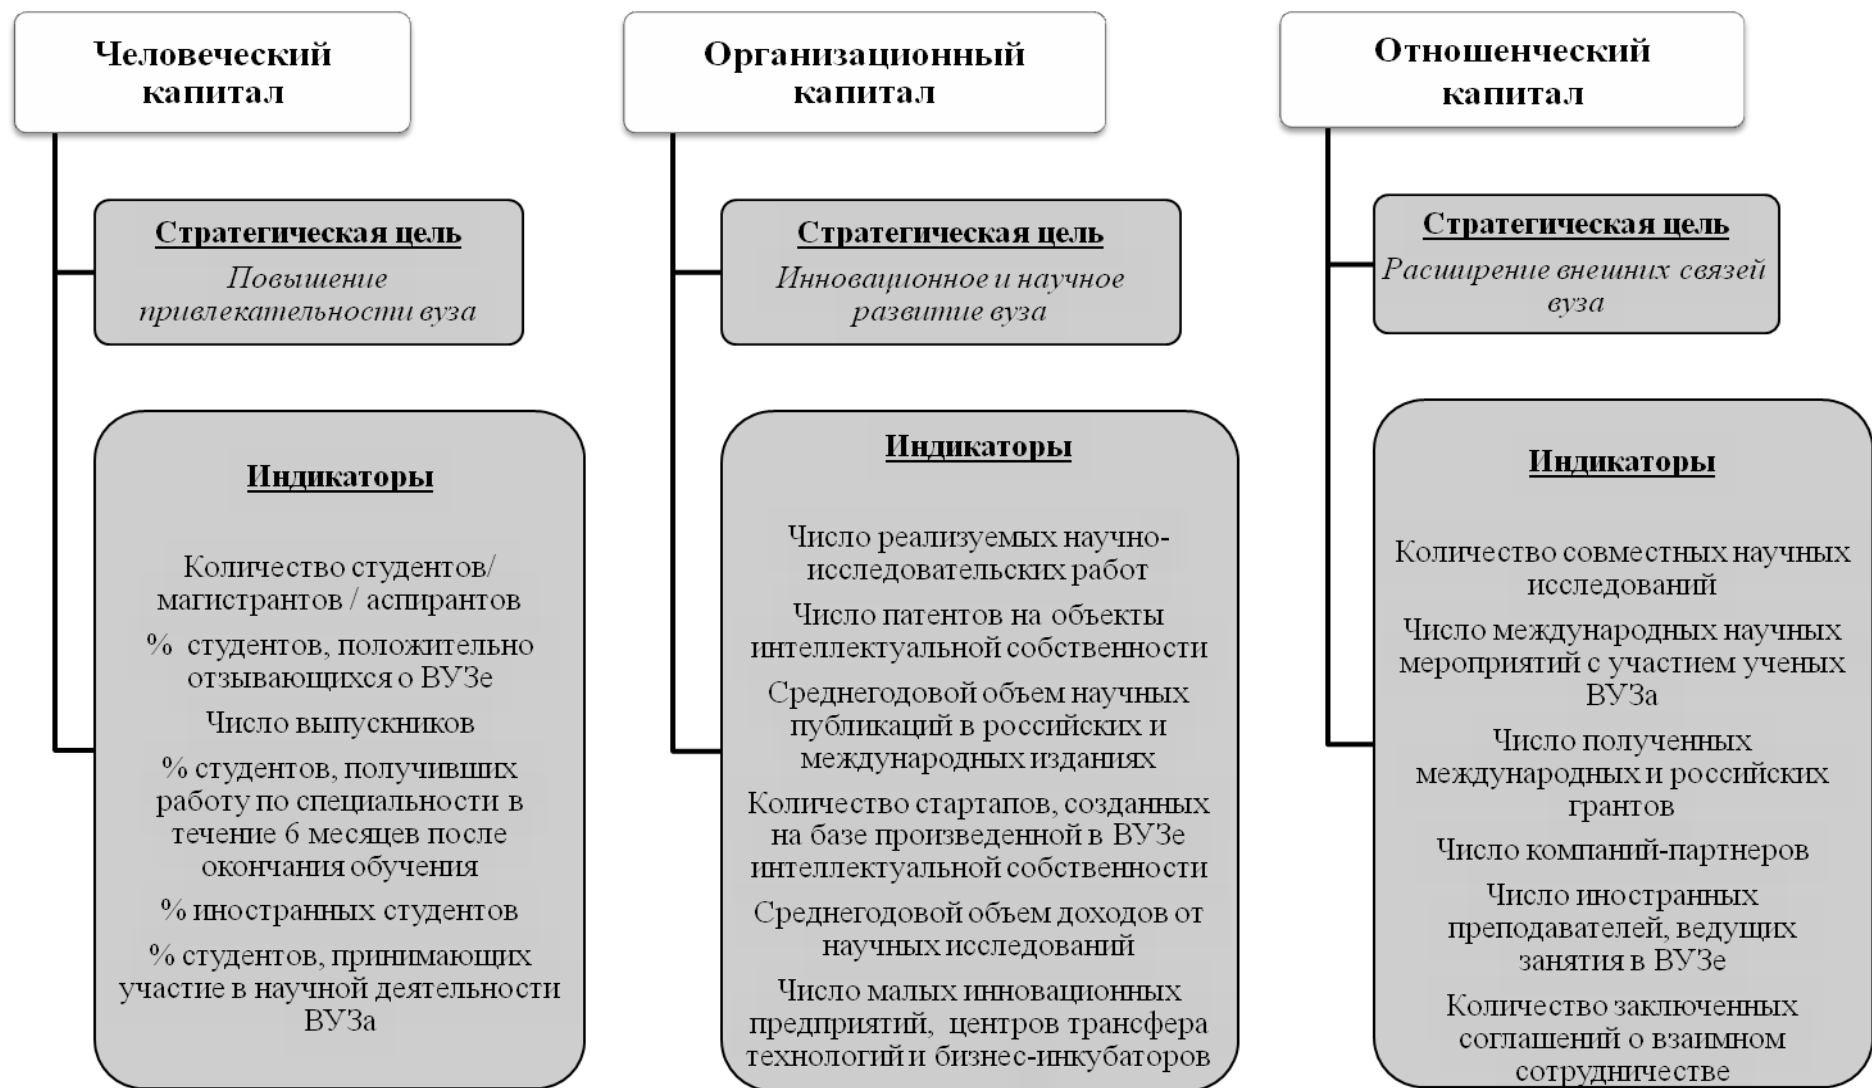 Человеческий
капитал
Стратегическая цель
Повышение
привлекательности вуза
Индикаторы
Количество студентов/
магистрантов / аспирантов
% студентов, положительно
отзывающихся о ВУЗе
Число выпускников
% студентов, получивших
работу по специальности в
течение 6 месяцев после
окончания обучения
% иностранных студентов
% студентов, принимающих
участие в научной деятельности
ВУЗа
Организационный
капитал
Стратегическая цель
Инновационное и научное
развитие вуза
Индикаторы
Число реализуемых научно-
исследовательских работ
Число патентов на объекты
интеллектуальной собственности
Среднегодовой объем научных
публикаций в российских и
международных изданиях
Количество стартапов, созданных
на базе произведенной в ВУЗе
интеллектуальной собственности
Среднегодовой объем доходов от
научных исследований
Число малых инновационных
предприятий, центров трансфера
технологий и бизнес-инкубаторов
Отношенческий
капитал
Стратегическая цель
Расширение внешних связей
вуза
Индикаторы
Количество совместных научных
исследований
Число международных научных
мероприятий с участием ученых
ВУЗа
Число полученных
международных и российских
грантов
Число компаний-партнеров
Число иностранных
преподавателей, ведущих
занятия в ВУЗе
Количество заключенных
соглашений о взаимном
сотрудничестве